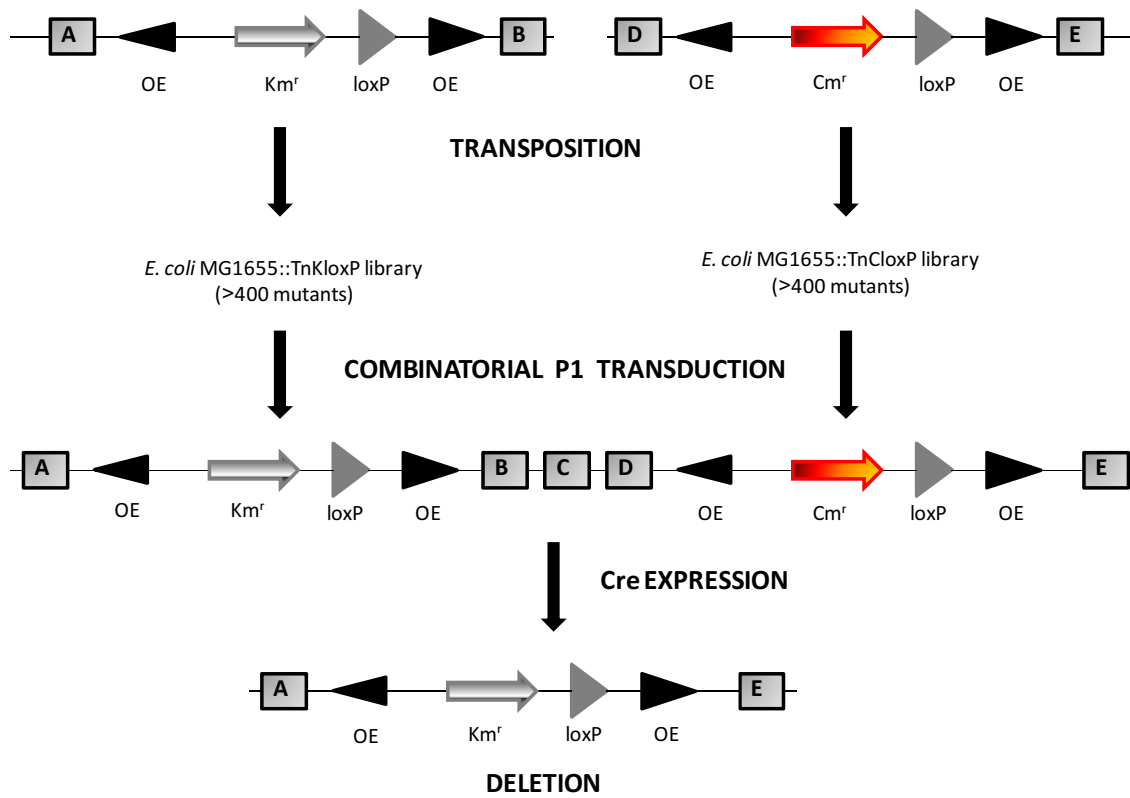 A B D E
OE Kmʳ loxP OE OE Cmʳ loxP OE
TRANSPOSITION
E. coli MG1655::TnKloxP library
(>400 mutants)
E. coli MG1655::TnCloxP library
(>400 mutants)
COMBINATORIAL P1 TRANSDUCTION
A B C D E
OE Kmʳ loxP OE OE Cmʳ loxP OE
Cre EXPRESSION
A E
OE Kmʳ loxP OE
DELETION